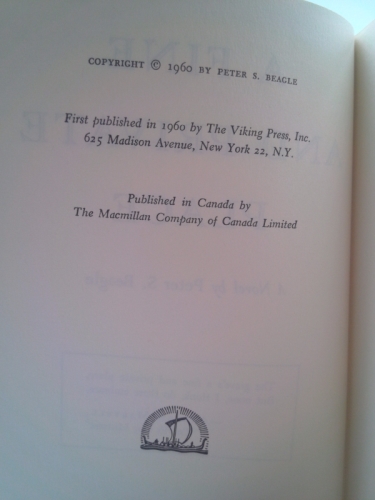 COPYRIGHT © 1960 BY PETER S. BEAGLE
First published in 1960 by The Viking Press, Inc.
625 Madison Avenue, New York 22, N.Y.
Published in Canada by
The Macmillan Company of Canada Limited